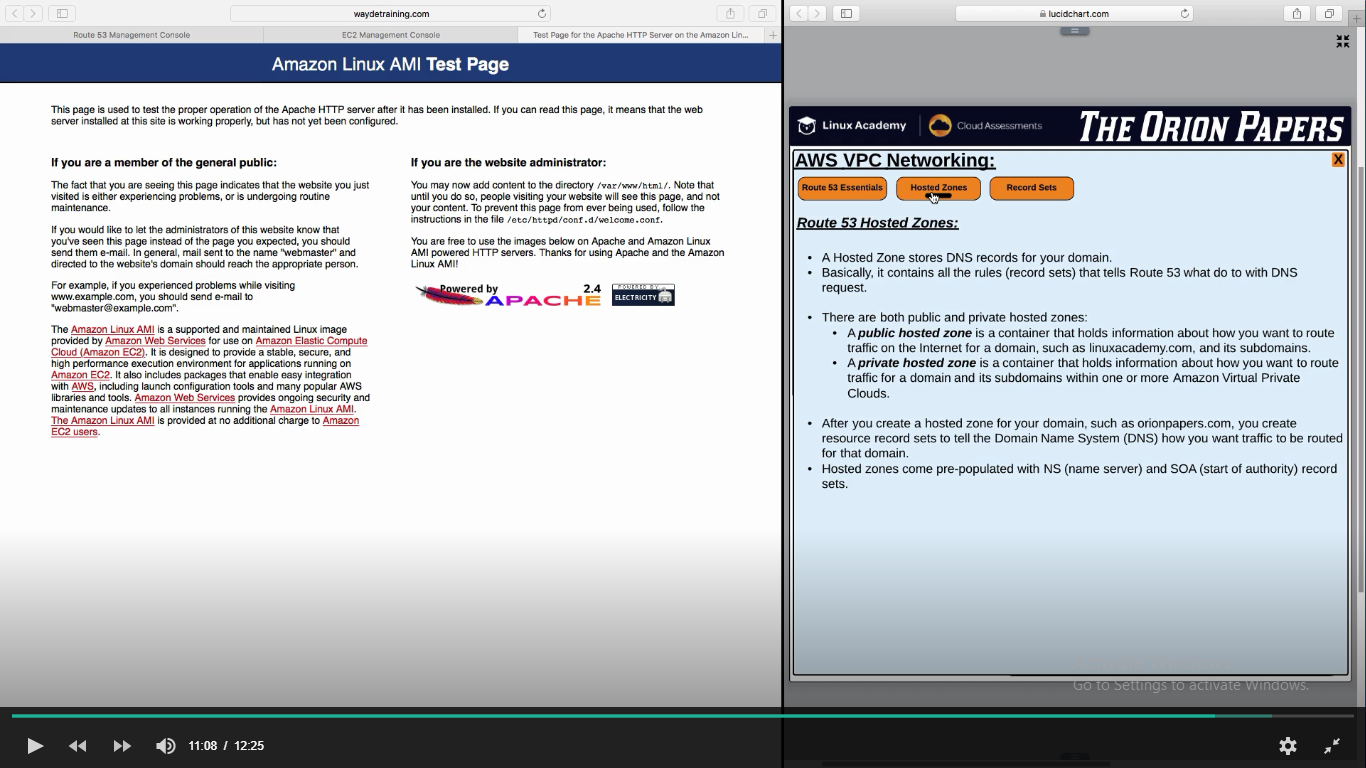 waydetraining.com
Route 53 Management Console
EC2 Management Console
Test Page for the Apache HTTP Server on the Amazon Lin...
Amazon Linux AMI Test Page
This page is used to test the proper operation of the Apache HTTP server after it has been installed. If you can read this page, it means that the web
server installed at this site is working properly, but has not yet been configured.
If you are a member of the general public:
The fact that you are seeing this page indicates that the website you just
visited is either experiencing problems, or is undergoing routine
maintenance.
If you would like to let the administrators of this website know that
you've seen this page instead of the page you expected, you should
send them e-mail. In general, mail sent to the name "webmaster" and
directed to the website's domain should reach the appropriate person.
For example, if you experienced problems while visiting
www.example.com, you should send e-mail to
"webmaster@example.com".
The Amazon Linux AMI is a supported and maintained Linux image
provided by Amazon Web Services for use on Amazon Elastic Compute
Cloud (Amazon EC2). It is designed to provide a stable, secure, and
high performance execution environment for applications running on
Amazon EC2. It also includes packages that enable easy integration
with AWS, including launch configuration tools and many popular AWS
libraries and tools. Amazon Web Services provides ongoing security and
maintenance updates to all instances running the Amazon Linux AMI.
The Amazon Linux AMI is provided at no additional charge to Amazon
EC2 users.
If you are the website administrator:
You may now add content to the directory /var/www/html/. Note that
until you do so, people visiting your website will see this page, and not
your content. To prevent this page from ever being used, follow the
instructions in the file /etc/httpd/conf.d/welcome.conf.
You are free to use the images below on Apache and Amazon Linux
AMI powered HTTP servers. Thanks for using Apache and the Amazon
Linux AMI!
Powered by 2.4
APACHE
POWERED BY
ELECTRICITY
lucidchart.com
Linux Academy
Cloud Assessments
THE ORION PAPERS
AWS VPC Networking:
X
Route 53 Essentials
Hosted Zones
Record Sets
Route 53 Hosted Zones:
• A Hosted Zone stores DNS records for your domain.
• Basically, it contains all the rules (record sets) that tells Route 53 what do to with DNS
request.
• There are both public and private hosted zones:
• A public hosted zone is a container that holds information about how you want to route
traffic on the Internet for a domain, such as linuxacademy.com, and its subdomains.
• A private hosted zone is a container that holds information about how you want to route
traffic for a domain and its subdomains within one or more Amazon Virtual Private
Clouds.
• After you create a hosted zone for your domain, such as orionpapers.com, you create
resource record sets to tell the Domain Name System (DNS) how you want traffic to be routed
for that domain.
• Hosted zones come pre-populated with NS (name server) and SOA (start of authority) record
sets.
Go to Settings to activate Windows.
11:08 / 12:25